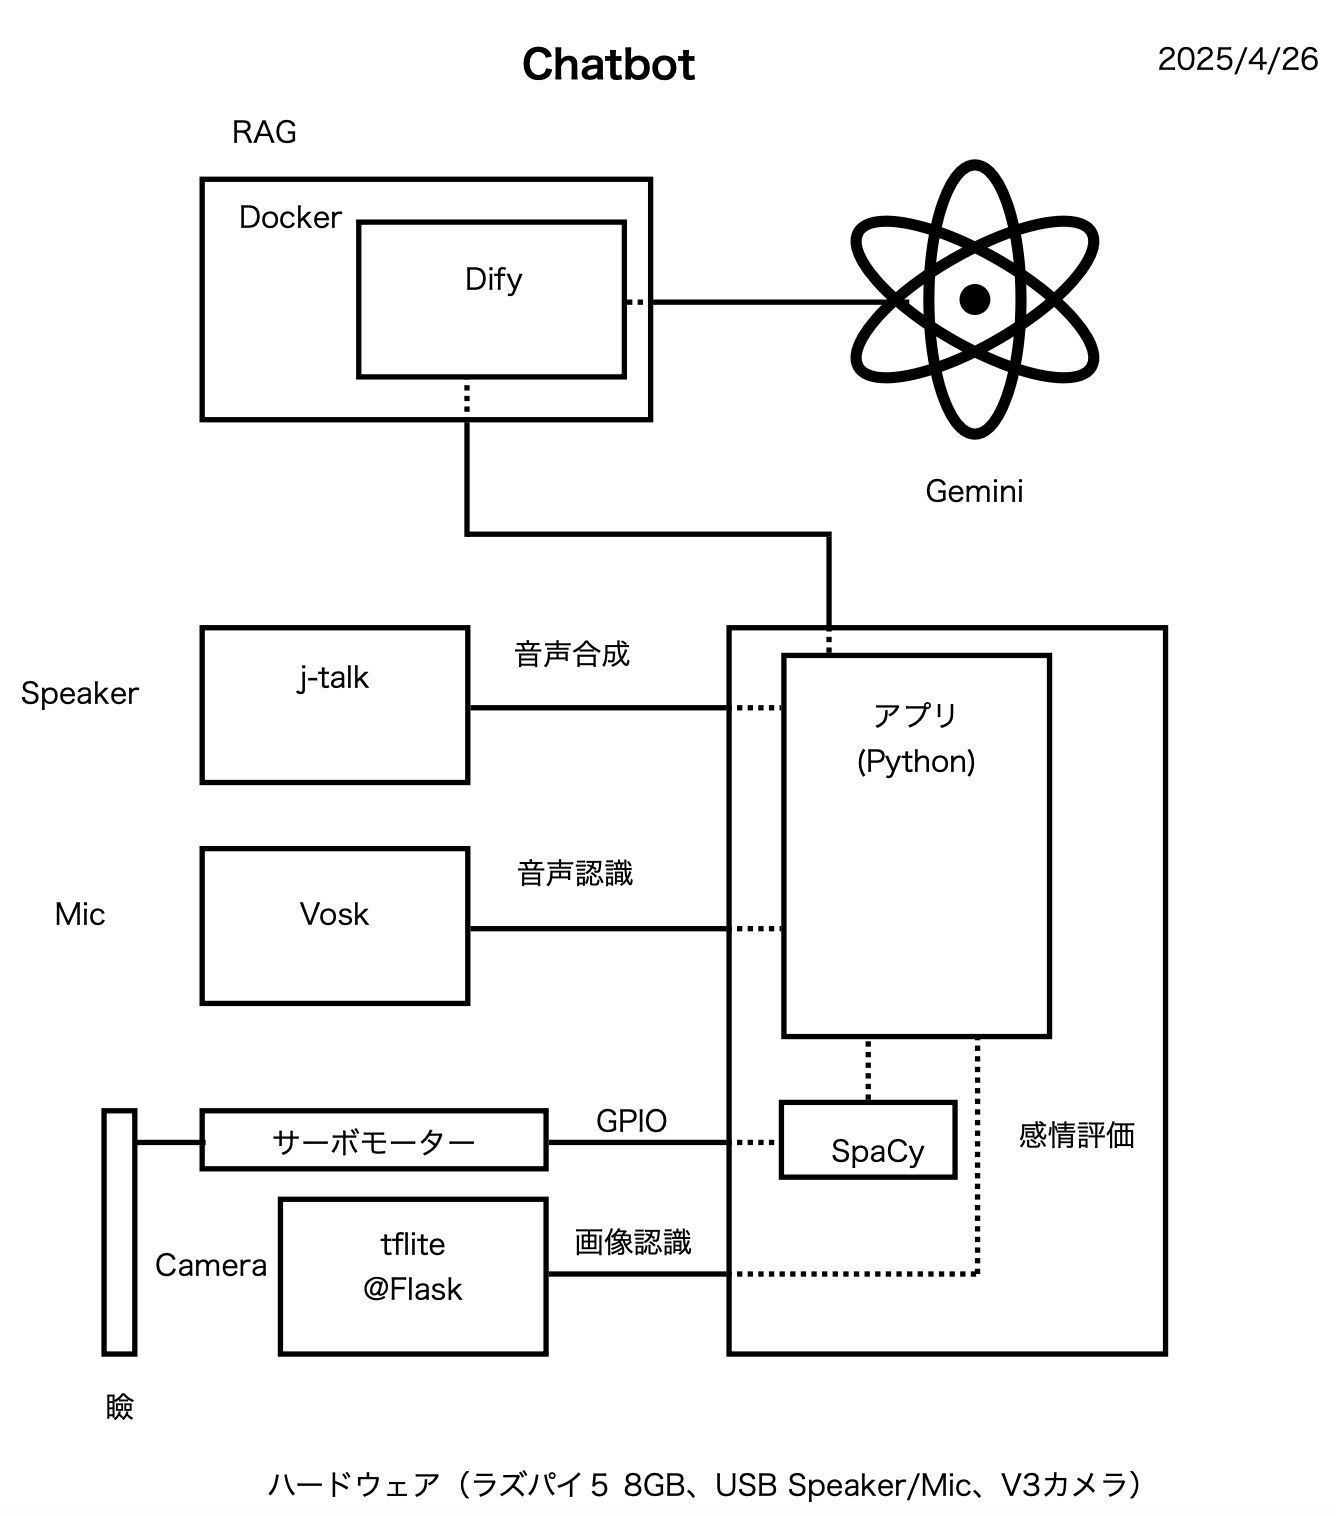 Chatbot
2025/4/26
RAG
Docker
Dify
Gemini
Speaker
j-talk
音声合成
アプリ
(Python)
Mic
Vosk
音声認識
サーボモーター
GPIO
SpaCy
感情評価
Camera
tflite
@Flask
画像認識
瞼
ハードウェア（ラズパイ５ 8GB、USB Speaker/Mic、V3カメラ）